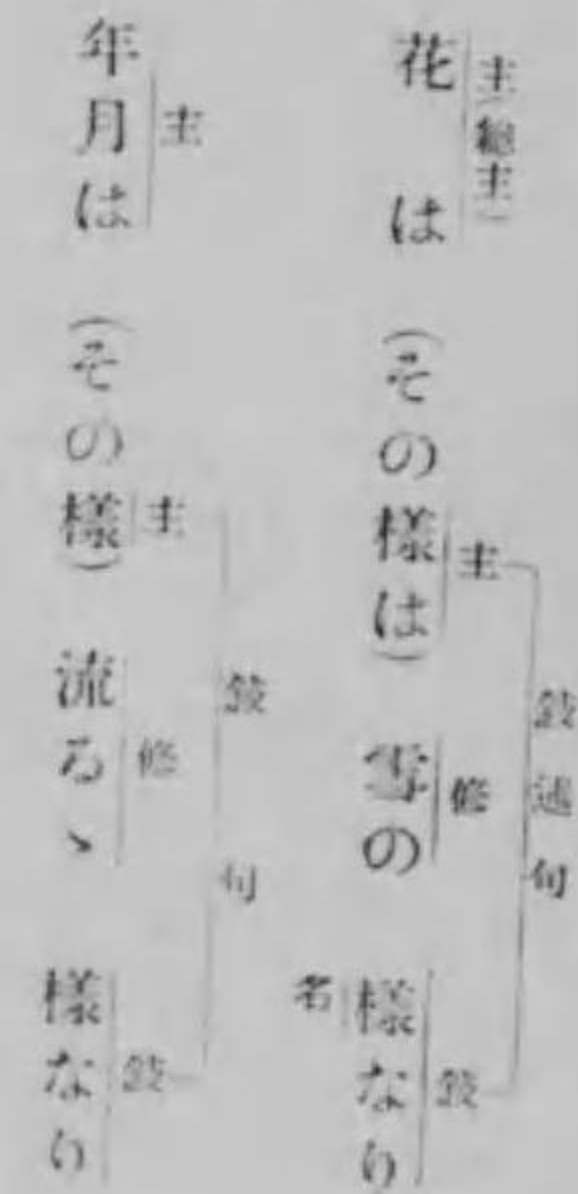 主(總主)
花は(その様は)雪の様なり
主
修
敍
名
敍述句
年月は(その様)流るゝ様なり
主
主
修
敍
敍句